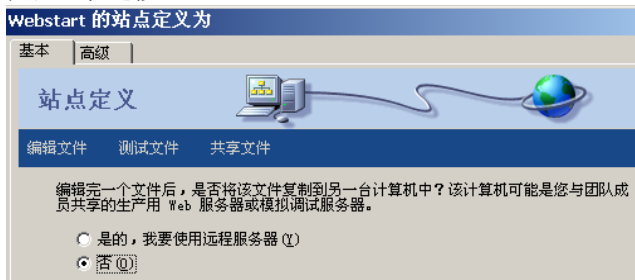 Webstart 的站点定义为
基本 高级
站点定义
编辑文件 测试文件 共享文件
编辑完一个文件后，是否将该文件复制到另一台计算机中？该计算机可能是您与团队成
员共享的生产用 Web 服务器或模拟调试服务器。
是的，我要使用远程服务器(Y)
否(O)